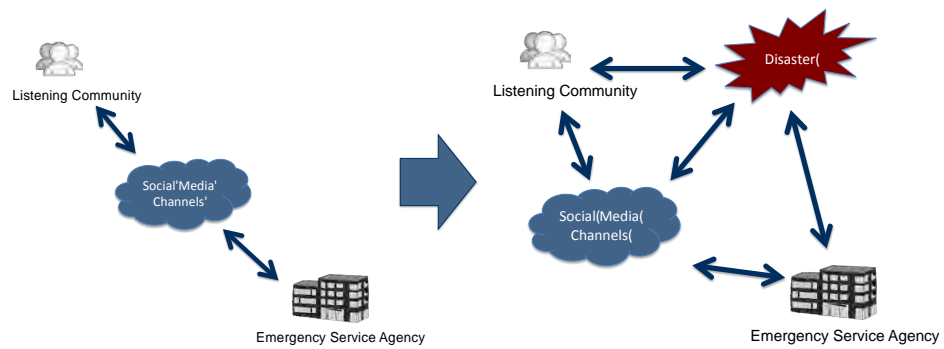 Listening Community
Social'Media'
Channels'
Emergency Service Agency
Listening Community
Disaster(
Social(Media(
Channels(
Emergency Service Agency